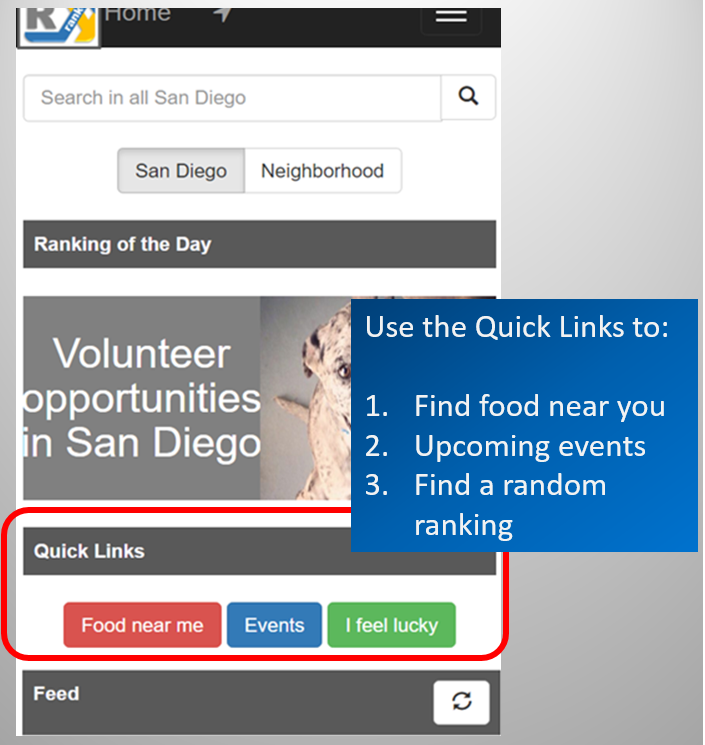 R
rank
Home
Search in all San Diego
San Diego Neighborhood
Ranking of the Day
Volunteer
opportunities
in San Diego
Use the Quick Links to:
1. Find food near you
2. Upcoming events
3. Find a random
ranking
Quick Links
Food near me Events I feel lucky
Feed